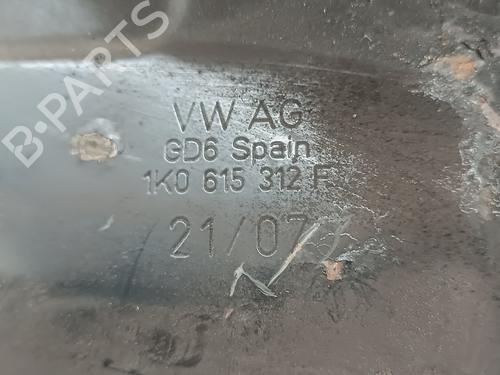 B-PARTS
VW AG
GD6 Spain
1K0 615 312 F
21/07